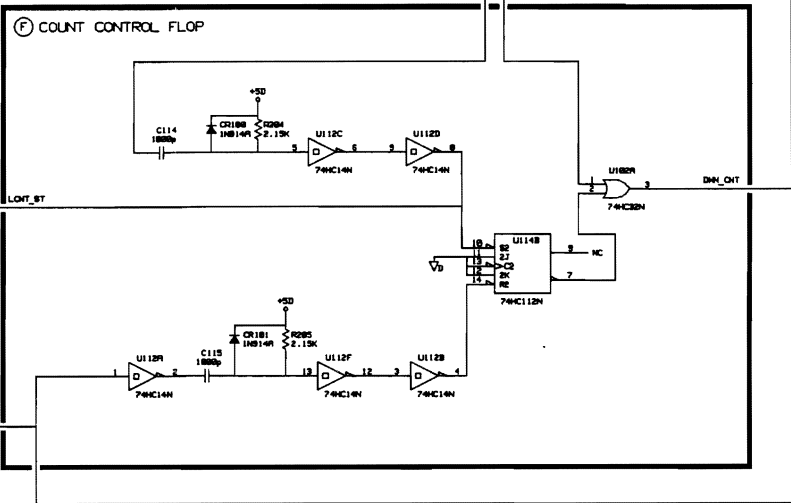 F COUNT CONTROL FLOP
+5D
C114
1000p
CR100
1N914A
R204
2.15K
5
U112C
6
74HC14N
9
U112D
8
74HC14N
1
2
U102A
3
74HC32N
DWN_CNT
LCNT_ST
D
10
11
13
12
14
U114B
S2
2J
C2
2K
R2
9
NC
7
74HC112N
+5D
CR101
1N914A
R205
2.15K
1
U112A
2
74HC14N
C115
1000p
13
U112F
12
74HC14N
3
U112B
4
74HC14N